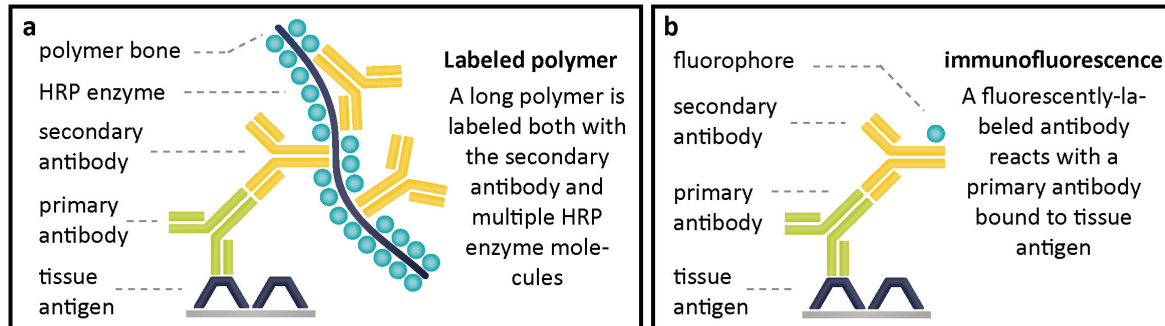 a
polymer bone
HRP enzyme
secondary
antibody
primary
antibody
tissue
antigen
Labeled polymer
A long polymer is
labeled both with
the secondary
antibody and
multiple HRP
enzyme mole-
cules
b
fluorophore
secondary
antibody
primary
antibody
tissue
antigen
immunofluorescence
A fluorescently-la-
beled antibody
reacts with a
primary antibody
bound to tissue
antigen